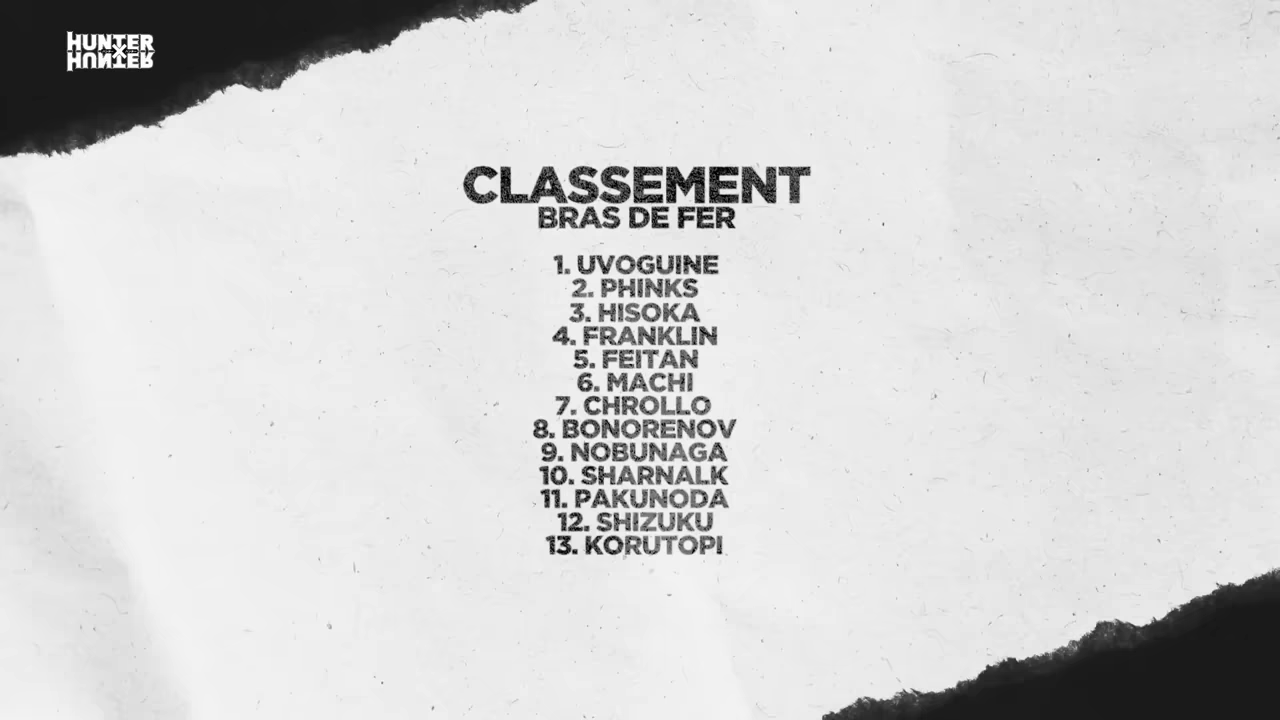 HUNTER
X
HUNTER
CLASSEMENT
BRAS DE FER
1. UVOGUINE
2. PHINKS
3. HISOKA
4. FRANKLIN
5. FEITAN
6. MACHI
7. CHROLLO
8. BONORENOV
9. NOBUNAGA
10. SHARNALK
11. PAKUNODA
12. SHIZUKU
13. KORUTOPI